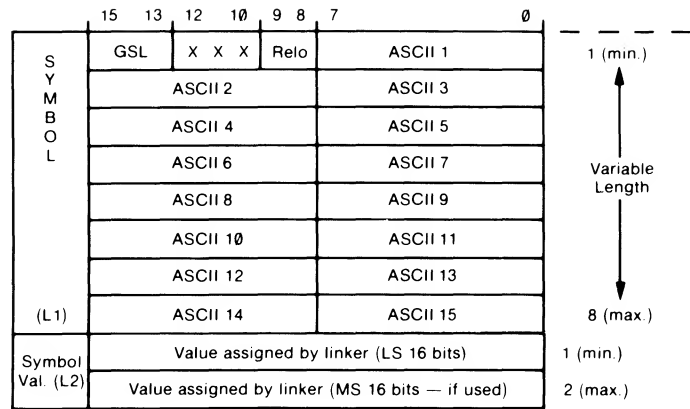 15 13 12 1Ø 9 8 7 Ø
SYMBOL
GSL X X X Relo ASCII 1 1 (min.)
ASCII 2 ASCII 3
ASCII 4 ASCII 5
ASCII 6 ASCII 7
Variable
Length
ASCII 8 ASCII 9
ASCII 1Ø ASCII 11
ASCII 12 ASCII 13
(L1) ASCII 14 ASCII 15 8 (max.)
Symbol
Val. (L2)
Value assigned by linker (LS 16 bits) 1 (min.)
Value assigned by linker (MS 16 bits — if used) 2 (max.)